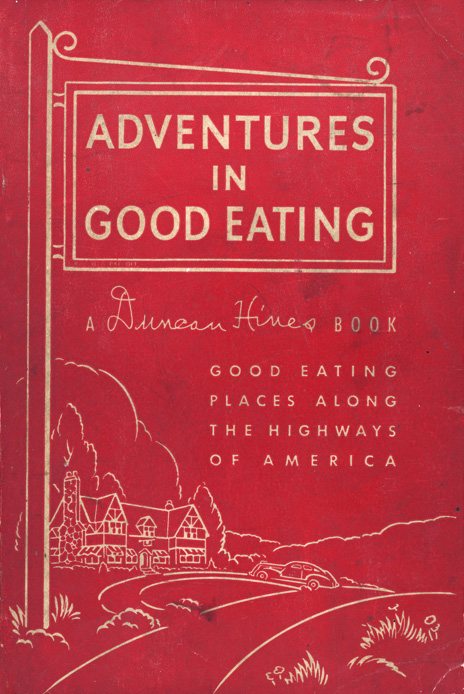 ADVENTURES
IN
GOOD EATING
A Duncan Hines BOOK
GOOD EATING
PLACES ALONG
THE HIGHWAYS
OF AMERICA